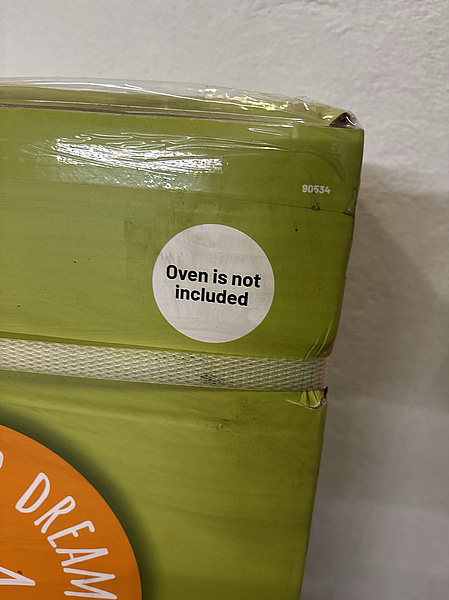 90534
Oven is not
included
DREAM